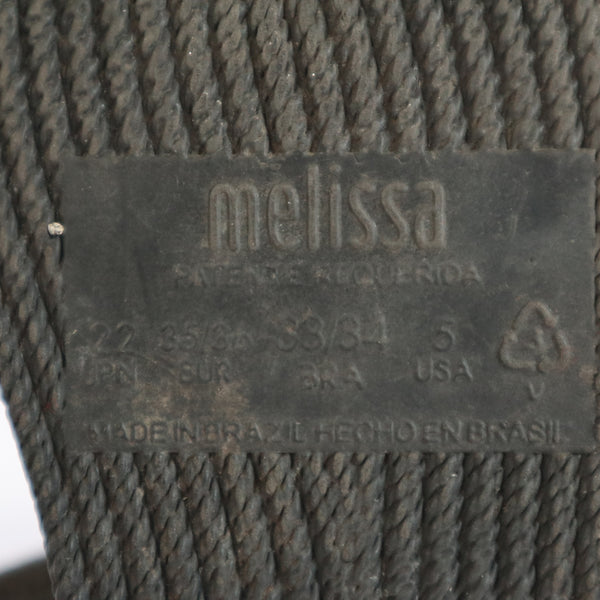 melissa
PATENTE REQUERIDA
22 35/36 33/34 5 3
JPN EUR BRA USA V
MADE IN BRAZIL HECHO EN BRASIL